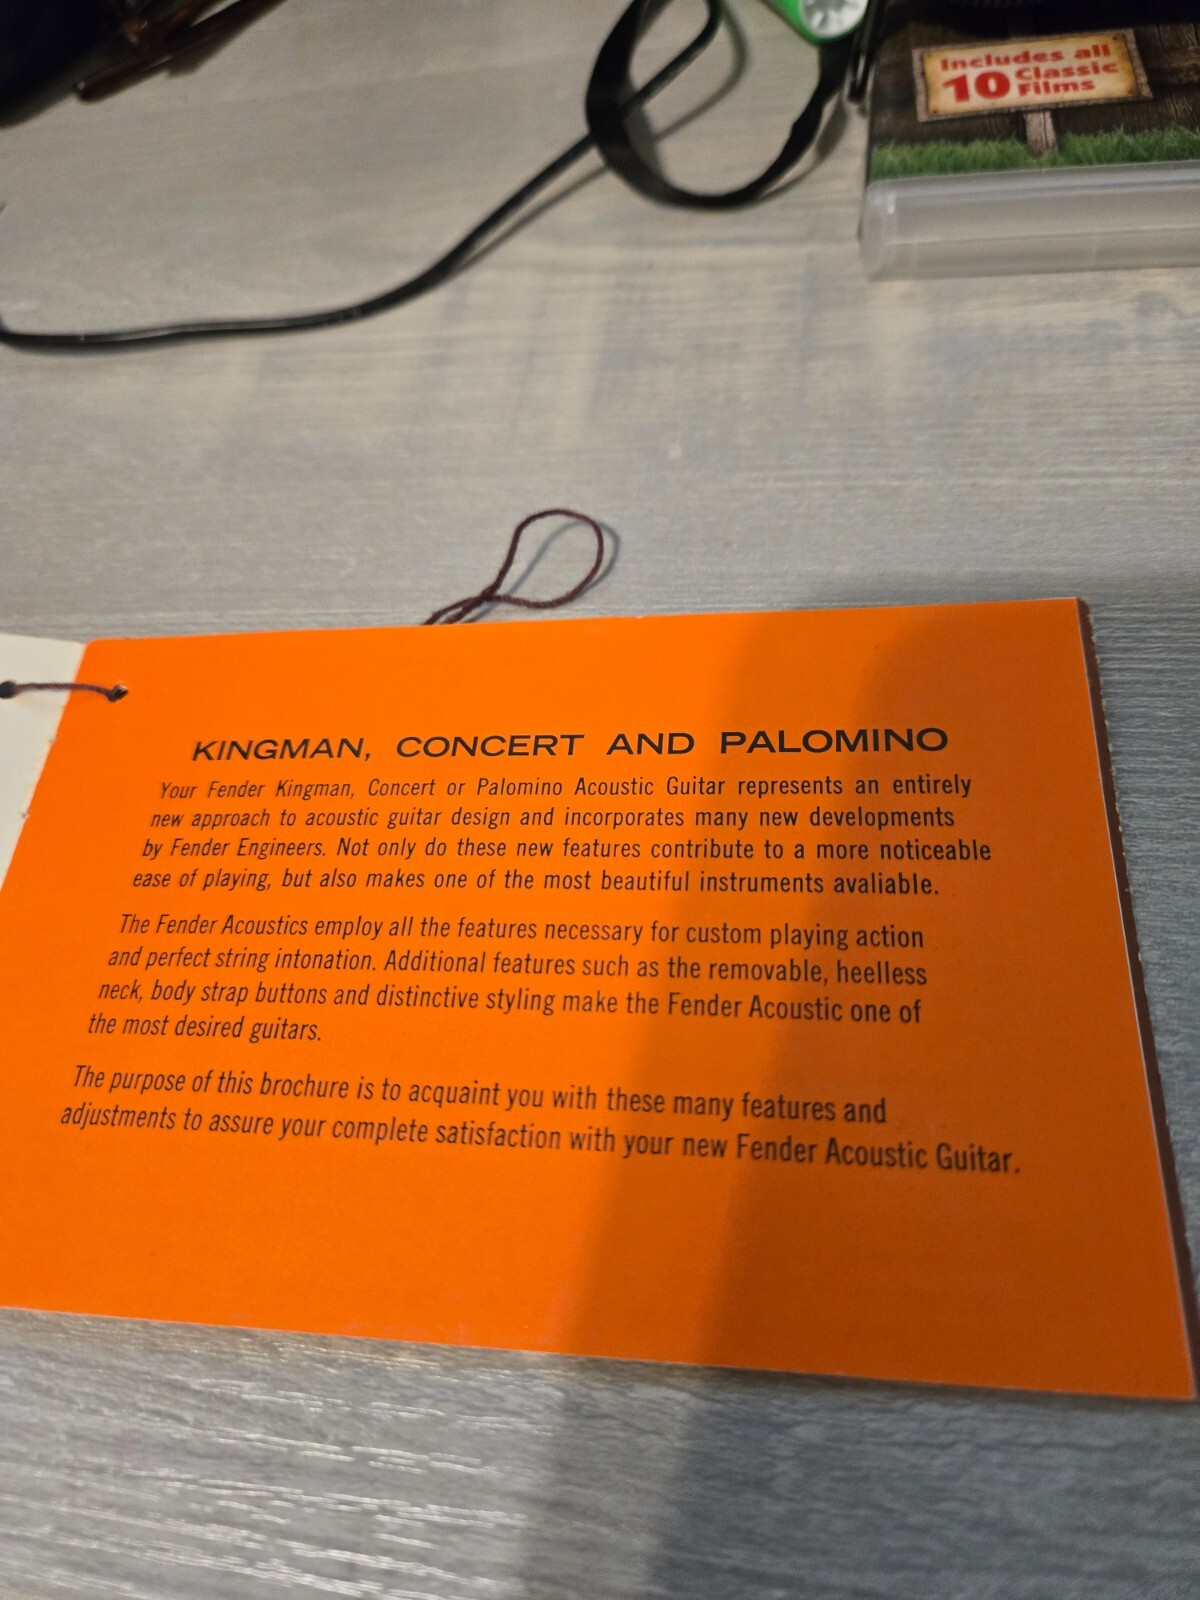 Includes all
10 Classic
Films
KINGMAN, CONCERT AND PALOMINO
Your Fender Kingman, Concert or Palomino Acoustic Guitar represents an entirely
new approach to acoustic guitar design and incorporates many new developments
by Fender Engineers. Not only do these new features contribute to a more noticeable
ease of playing, but also makes one of the most beautiful instruments avaliable.
The Fender Acoustics employ all the features necessary for custom playing action
and perfect string intonation. Additional features such as the removable, heelless
neck, body strap buttons and distinctive styling make the Fender Acoustic one of
the most desired guitars.
The purpose of this brochure is to acquaint you with these many features and
adjustments to assure your complete satisfaction with your new Fender Acoustic Guitar.